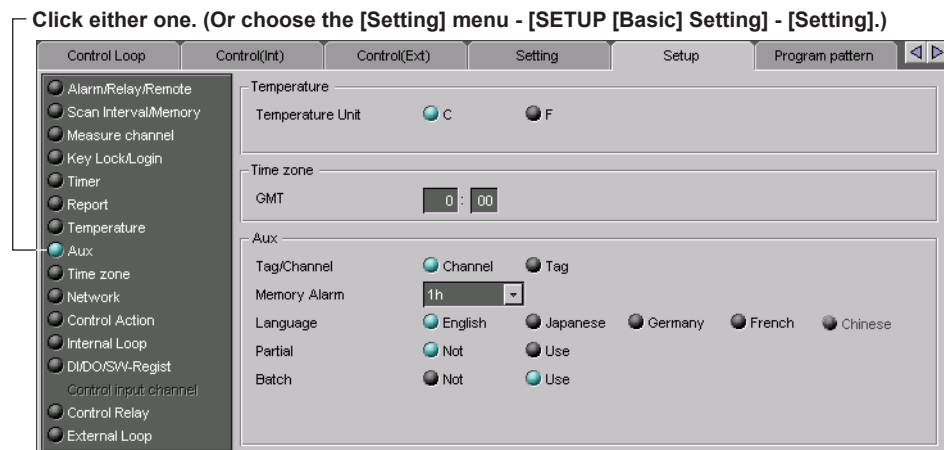 Click either one. (Or choose the [Setting] menu - [SETUP [Basic] Setting] - [Setting].)
Control Loop Control(Int) Control(Ext) Setting Setup Program pattern
Alarm/Relay/Remote
Scan Interval/Memory
Measure channel
Key Lock/Login
Timer
Report
Temperature
Aux
Time zone
Network
Control Action
Internal Loop
DI/DO/SW-Regist
Control input channel
Control Relay
External Loop
Temperature
Temperature Unit C F
Time zone
GMT 0 : 00
Aux
Tag/Channel Channel Tag
Memory Alarm 1h
Language English Japanese Germany French Chinese
Partial Not Use
Batch Not Use